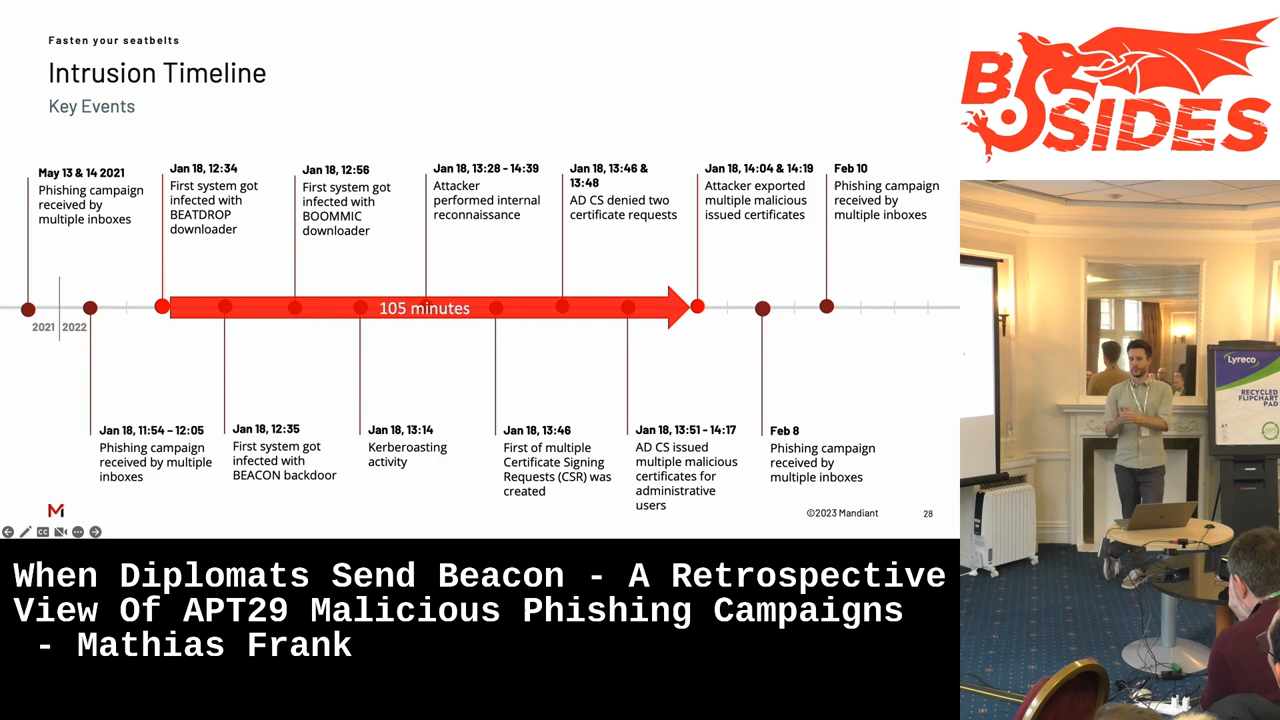 Fasten your seatbelts
Intrusion Timeline
Key Events
May 13 & 14 2021
Phishing campaign
received by
multiple inboxes
Jan 18, 12:34
First system got
infected with
BEATDROP
downloader
Jan 18, 12:56
First system got
infected with
BOOMMIC
downloader
Jan 18, 13:28 - 14:39
Attacker
performed internal
reconnaissance
Jan 18, 13:46 &
13:48
AD CS denied two
certificate requests
Jan 18, 14:04 & 14:19
Attacker exported
multiple malicious
issued certificates
Feb 10
Phishing campaign
received by
multiple inboxes
105 minutes
2021
2022
Jan 18, 11:54 – 12:05
Phishing campaign
received by multiple
inboxes
Jan 18, 12:35
First system got
infected with
BEACON backdoor
Jan 18, 13:14
Kerberoasting
activity
Jan 18, 13:46
First of multiple
Certificate Signing
Requests (CSR) was
created
Jan 18, 13:51 - 14:17
AD CS issued
multiple malicious
certificates for
administrative
users
Feb 8
Phishing campaign
received by
multiple inboxes
M
©2023 Mandiant
28
CC
When Diplomats Send Beacon - A Retrospective
View Of APT29 Malicious Phishing Campaigns
- Mathias Frank
BSIDES
Lyreco
RECYCLED
FLIPCHART
PAD
A1